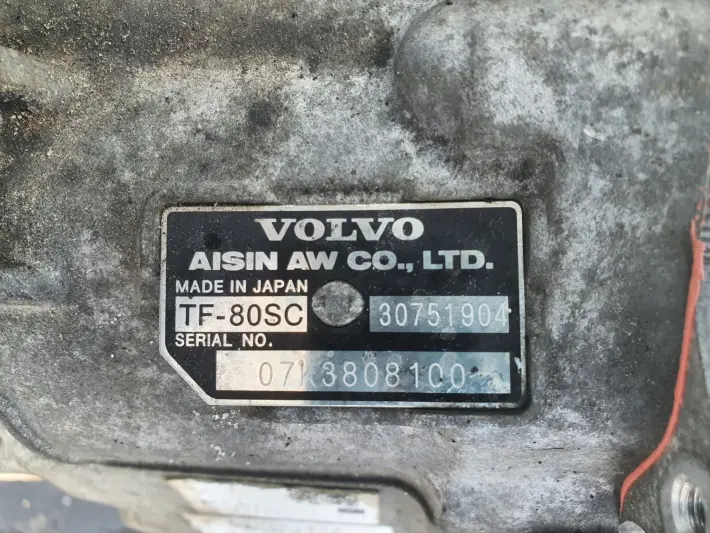 VOLVO
AISIN AW CO., LTD.
MADE IN JAPAN
TF-80SC 30751904
SERIAL NO.
07K3808100